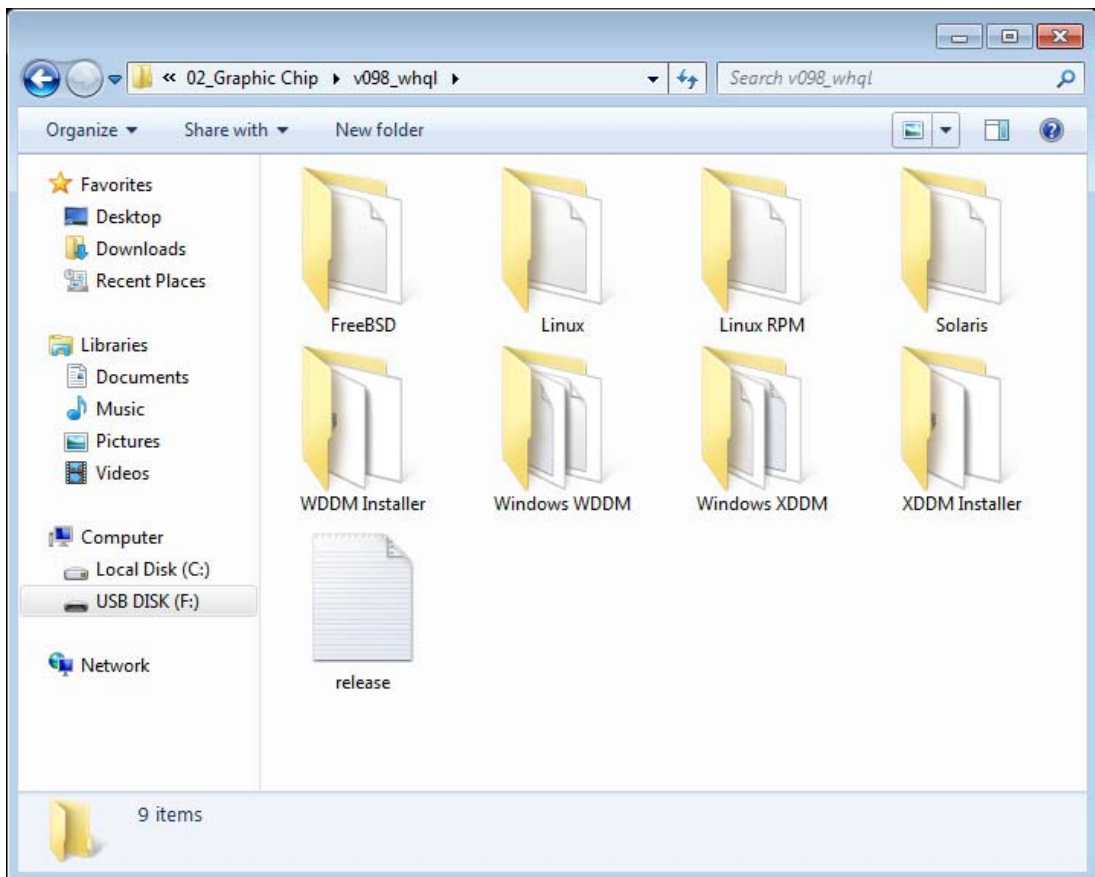 « 02_Graphic Chip ▸ v098_whql ▸ Search v098_whql
Organize Share with New folder
Favorites
Desktop
Downloads
Recent Places
Libraries
Documents
Music
Pictures
Videos
Computer
Local Disk (C:)
USB DISK (F:)
Network
FreeBSD Linux Linux RPM Solaris
WDDM Installer Windows WDDM Windows XDDM XDDM Installer
release
9 items